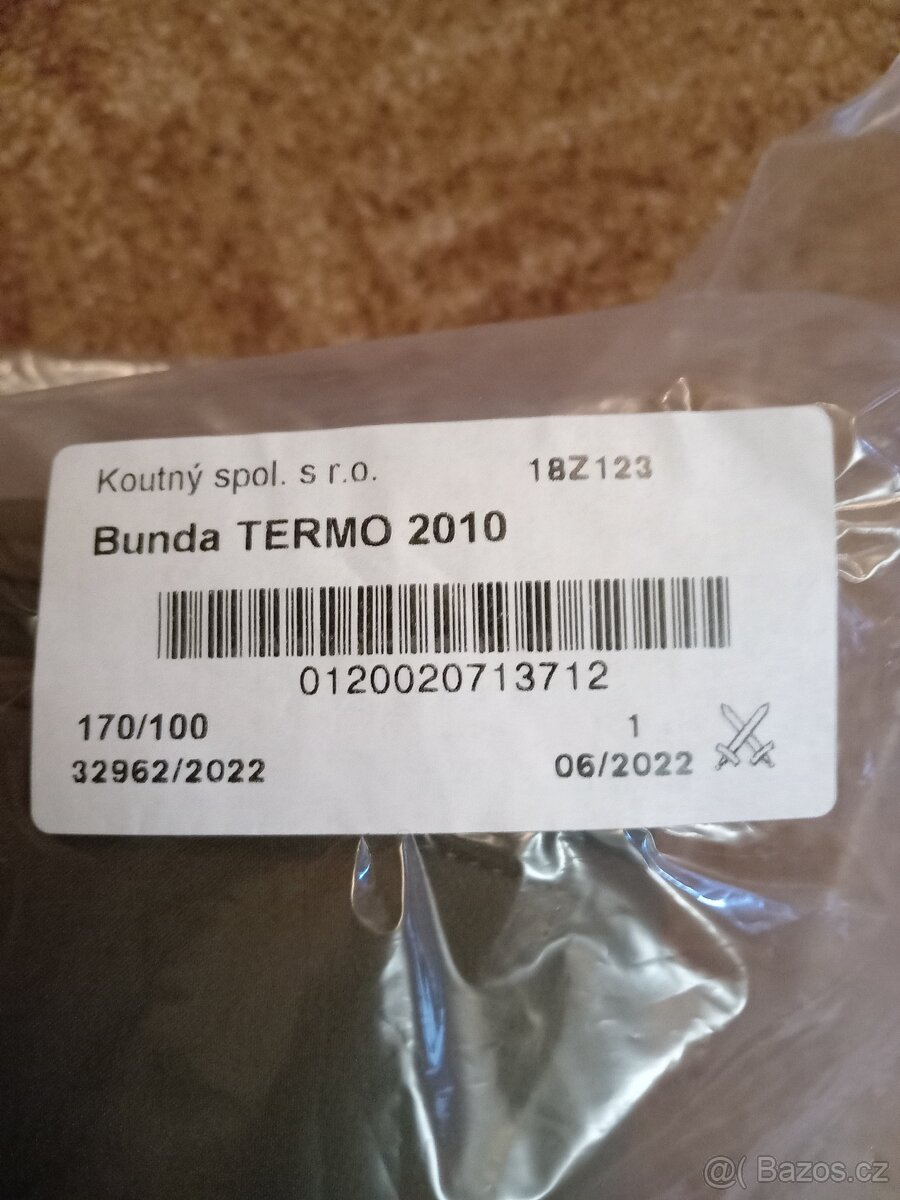 Koutný spol. s r.o. 18Z123
Bunda TERMO 2010
0120020713712
170/100 1
32962/2022 06/2022
@( Bazos.cz